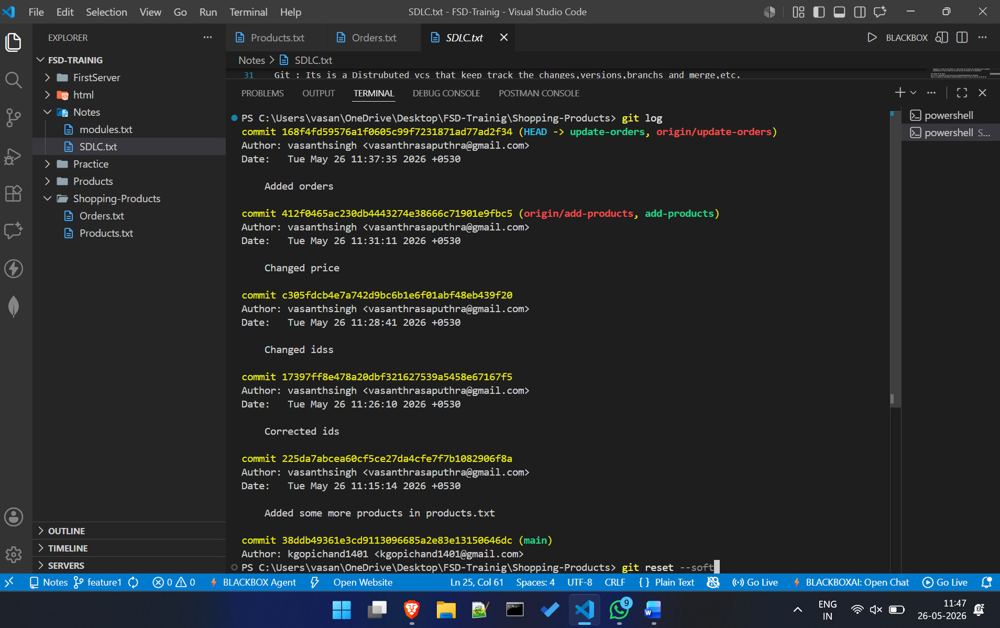 File Edit Selection View Go Run Terminal Help
SDLC.txt - FSD-Trainig - Visual Studio Code
EXPLORER
Products.txt
Orders.txt
SDLC.txt
BLACKBOX
FSD-TRAINIG
FirstServer
html
Notes
modules.txt
SDLC.txt
Practice
Products
Shopping-Products
Orders.txt
Products.txt
OUTLINE
TIMELINE
SERVERS
Notes > SDLC.txt
31 Git : Its is a Distrubuted vcs that keep track the changes,versions,branchs and merge,etc.
PROBLEMS OUTPUT TERMINAL DEBUG CONSOLE POSTMAN CONSOLE
powershell
powershell S...
PS C:\Users\vasan\OneDrive\Desktop\FSD-Trainig\Shopping-Products> git log
commit 168f4fd59576a1f0605c99f7231871ad77ad2f34 (HEAD -> update-orders, origin/update-orders)
Author: vasanthsingh <vasanthrasaputhra@gmail.com>
Date: Tue May 26 11:37:35 2026 +0530
Added orders
commit 412f0465ac230db4443274e38666c71901e9fbc5 (origin/add-products, add-products)
Author: vasanthsingh <vasanthrasaputhra@gmail.com>
Date: Tue May 26 11:31:11 2026 +0530
Changed price
commit c305fdcb4e7a742d9bc6b1e6f01abf48eb439f20
Author: vasanthsingh <vasanthrasaputhra@gmail.com>
Date: Tue May 26 11:28:41 2026 +0530
Changed idss
commit 17397ff8e478a20dbf321627539a5458e67167f5
Author: vasanthsingh <vasanthrasaputhra@gmail.com>
Date: Tue May 26 11:26:10 2026 +0530
Corrected ids
commit 225da7abcea60cf5ce27da4cfe7f7b1082906f8a
Author: vasanthsingh <vasanthrasaputhra@gmail.com>
Date: Tue May 26 11:15:14 2026 +0530
Added some more products in products.txt
commit 38ddb49361e3cd9113096685a2e83e13150646dc (main)
Author: kgopichand1401 <kgopichand1401@gmail.com>
PS C:\Users\vasan\OneDrive\Desktop\FSD-Trainig\Shopping-Products> git reset --soft
Notes feature1 0 0 BLACKBOX Agent Open Website Ln 25, Col 61 Spaces: 4 UTF-8 CRLF { } Plain Text Go Live BLACKBOXAI: Open Chat Go Live
9
ENG
IN
11:47
26-05-2026